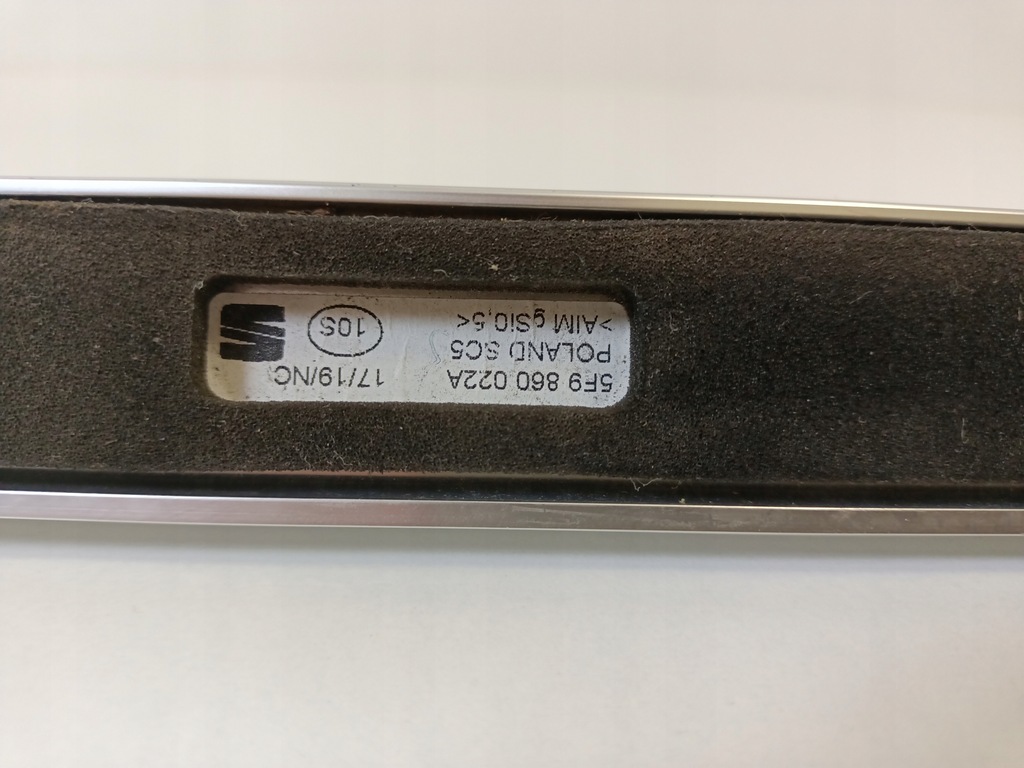 5F9 860 022A 17/19/NC
POLAND SC5
>AlM gSi0,5< 10S